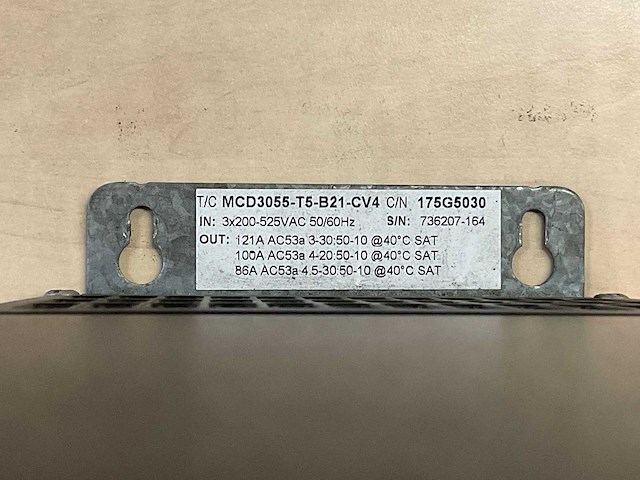 T/C MCD3055-T5-B21-CV4 C/N 175G5030
IN: 3x200-525VAC 50/60Hz S/N: 736207-164
OUT: 121A AC53a 3-30:50-10 @40°C SAT
100A AC53a 4-20:50-10 @40°C SAT
86A AC53a 4.5-30:50-10 @40°C SAT